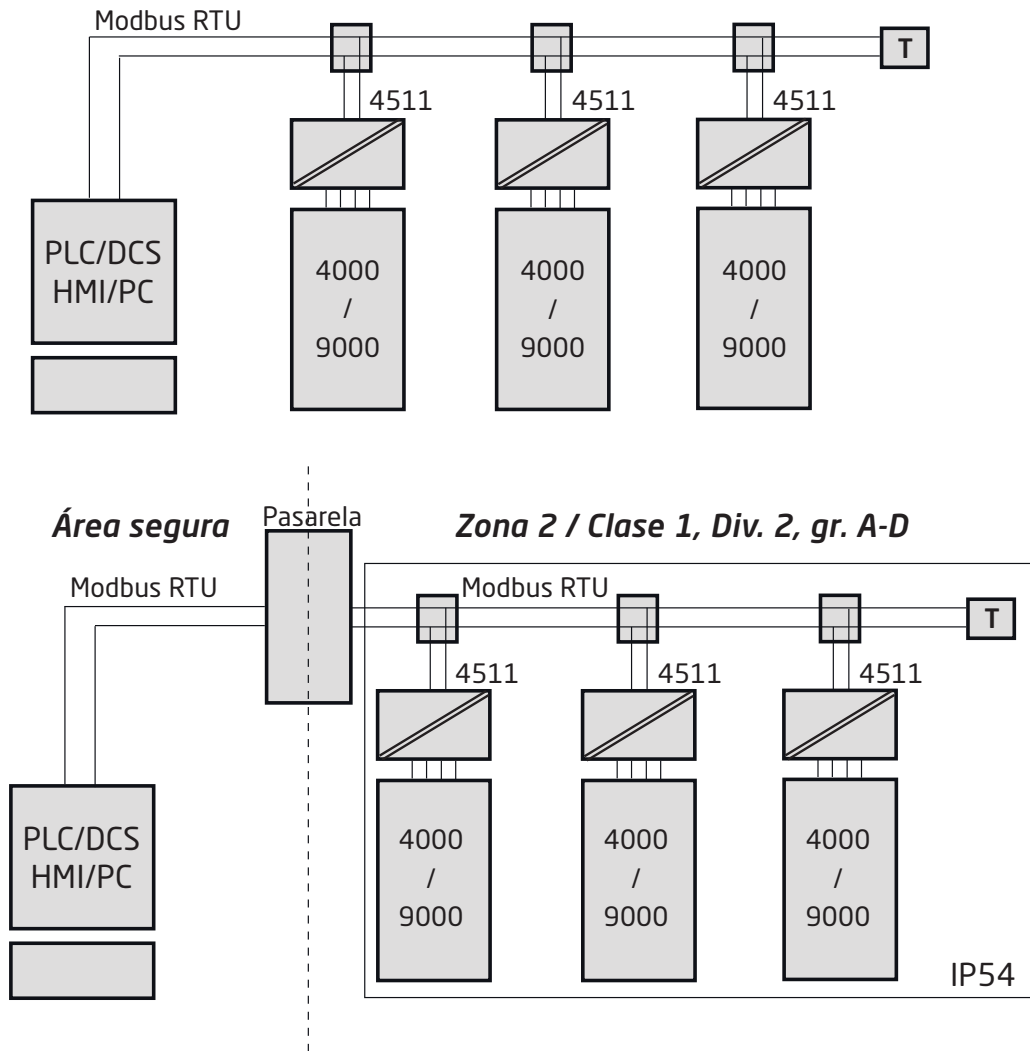 Modbus RTU
T
4511
4511
4511
PLC/DCS
HMI/PC
4000
/
9000
4000
/
9000
4000
/
9000
Área segura
Pasarela
Zona 2 / Clase 1, Div. 2, gr. A-D
Modbus RTU
Modbus RTU
T
4511
4511
4511
PLC/DCS
HMI/PC
4000
/
9000
4000
/
9000
4000
/
9000
IP54